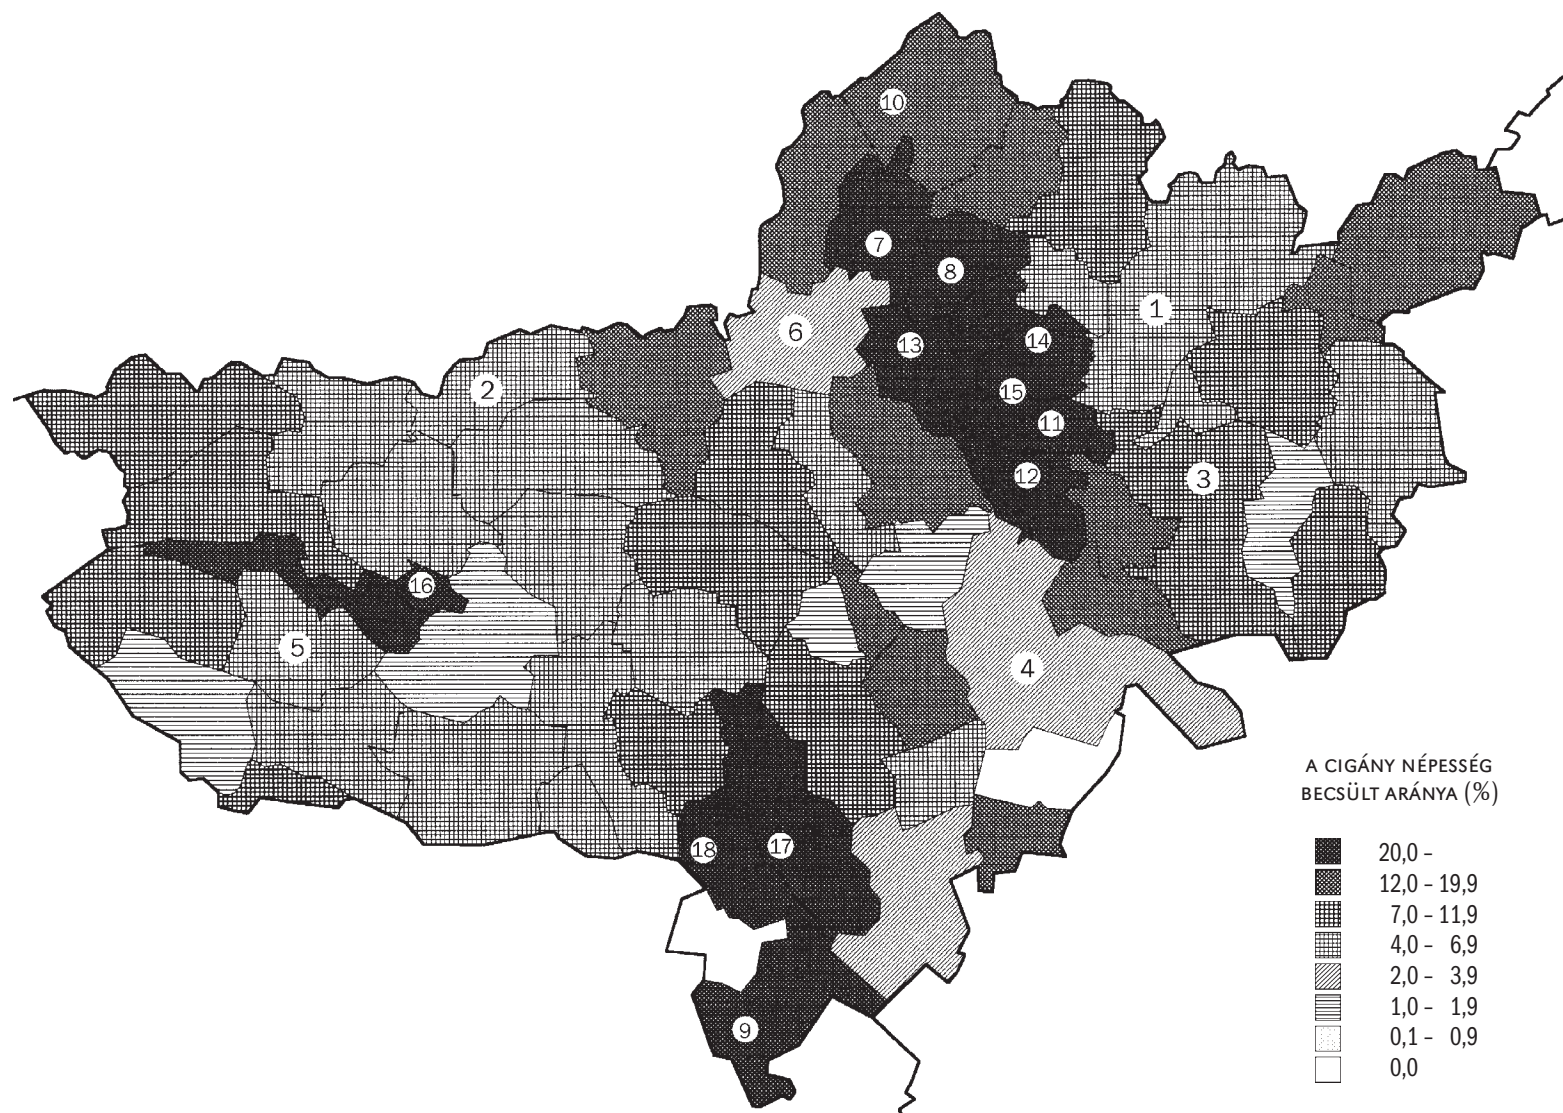 10
7
8
1
6
13
14
2
15
11
12
3
16
5
4
18
17
9
A CIGÁNY NÉPESSÉG
BECSÜLT ARÁNYA (%)
20,0 –
12,0 – 19,9
7,0 – 11,9
4,0 – 6,9
2,0 – 3,9
1,0 – 1,9
0,1 – 0,9
0,0